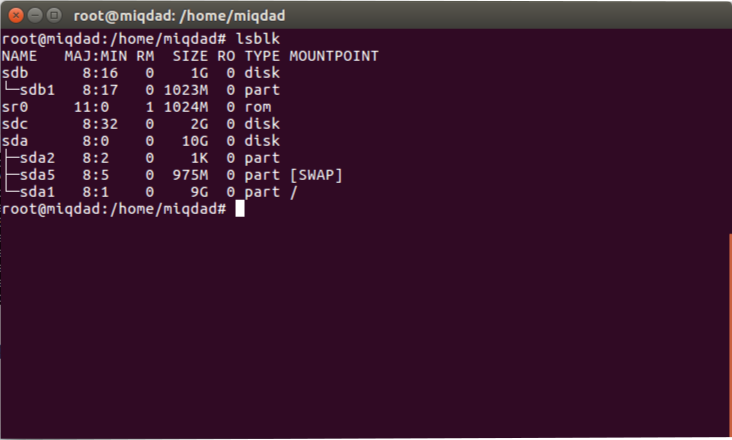 root@miqdad: /home/miqdad
root@miqdad:/home/miqdad# lsblk
NAME   MAJ:MIN RM  SIZE RO TYPE MOUNTPOINT
sdb      8:16   0    1G  0 disk
└─sdb1   8:17   0 1023M  0 part
sr0     11:0    1 1024M  0 rom
sdc      8:32   0    2G  0 disk
sda      8:0    0   10G  0 disk
├─sda2   8:2    0    1K  0 part
├─sda5   8:5    0  975M  0 part [SWAP]
└─sda1   8:1    0    9G  0 part /
root@miqdad:/home/miqdad#